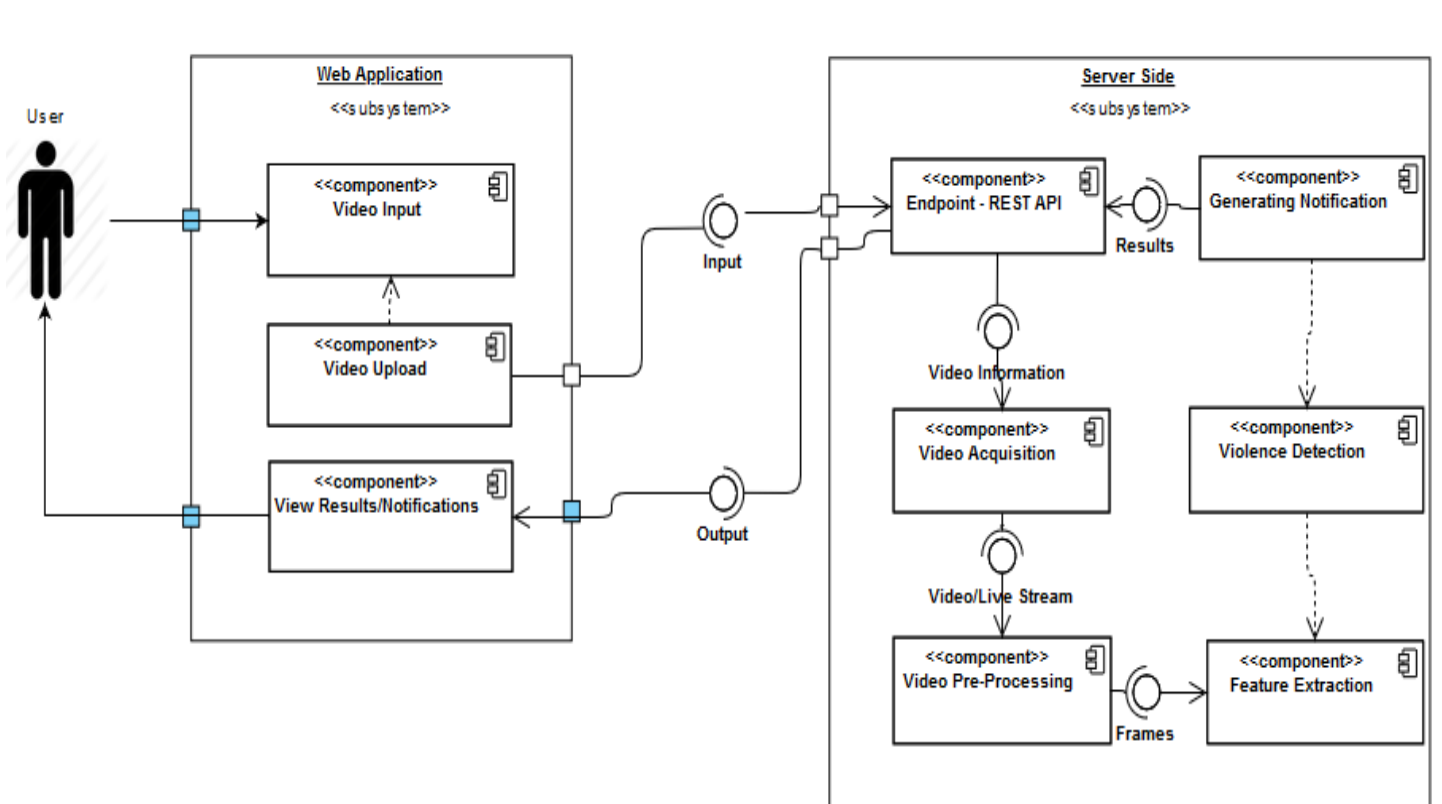 User
Web Application
<<subsystem>>
<<component>>
Video Input
<<component>>
Video Upload
<<component>>
View Results/Notifications
Input
Output
Server Side
<<subsystem>>
<<component>>
Endpoint - REST API
Results
<<component>>
Generating Notification
Video Information
<<component>>
Video Acquisition
<<component>>
Violence Detection
Video/Live Stream
<<component>>
Video Pre-Processing
Frames
<<component>>
Feature Extraction